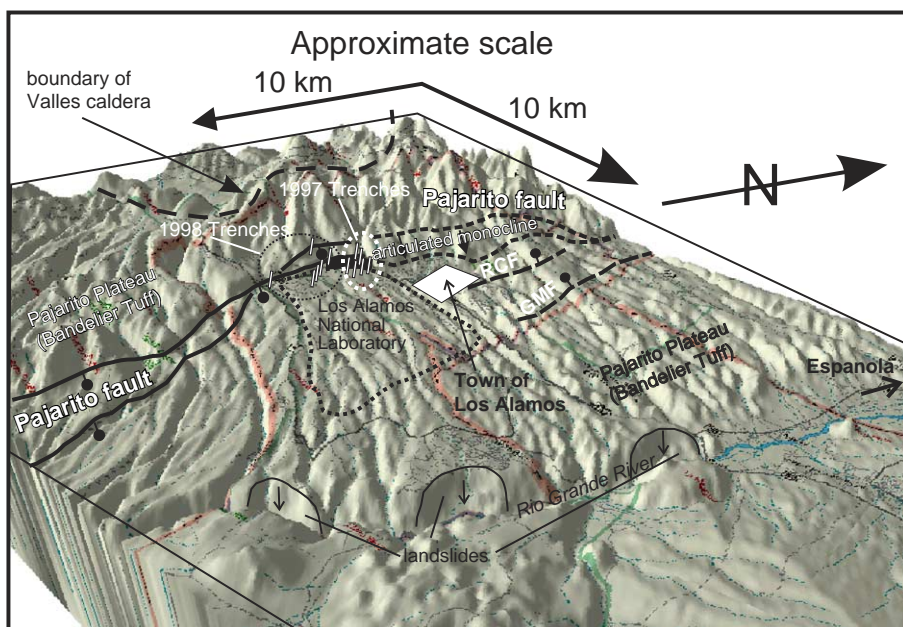 Approximate scale
10 km
10 km
boundary of
Valles caldera
N
1997 Trenches
Pajarito fault
1998 Trenches
articulated monocline
RCF
GMF
Pajarito Plateau
(Bandelier Tuff)
Los Alamos
National
Laboratory
Pajarito Plateau
(Bandelier Tuff)
Espanola
Town of
Los Alamos
Pajarito fault
Rio Grande River
landslides